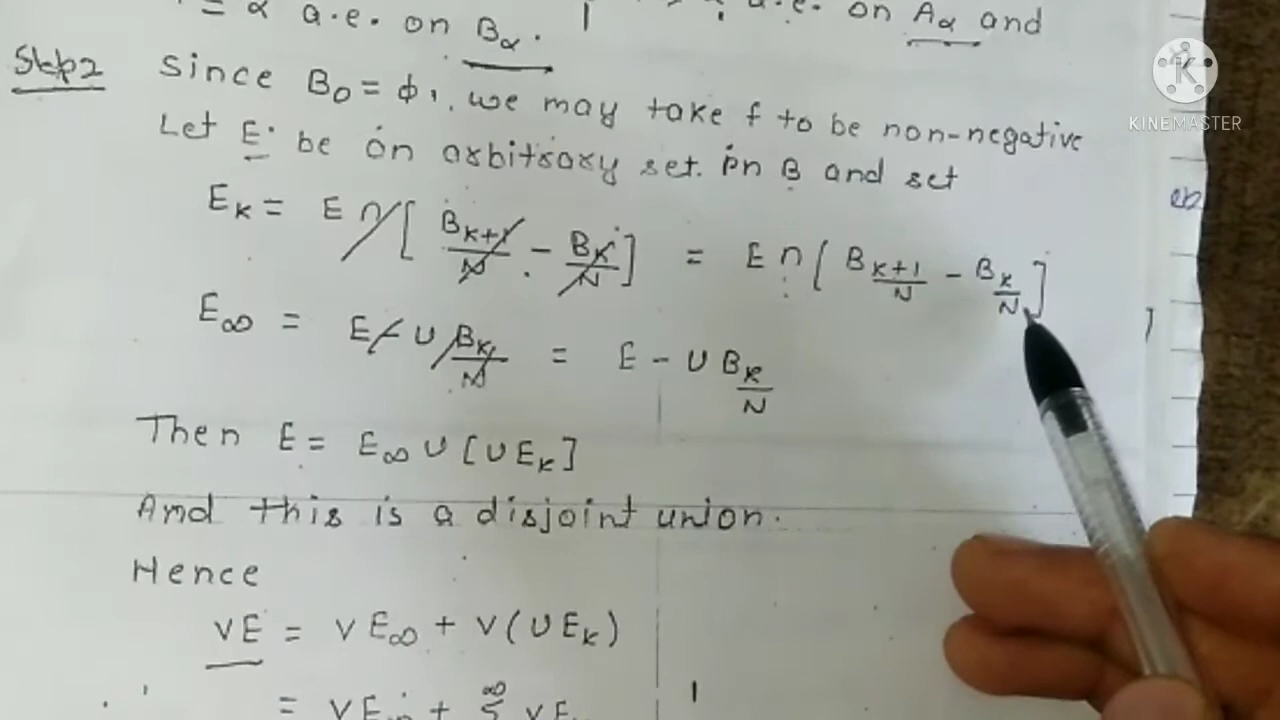 = α a.e. on Bα. a.e. on Aα and
Step2 Since B0 = φ, we may take f to be non-negative
Let E be an arbitrary set in B and set
Ek = E ∩ [ Bk+1/N - Bk/N ] = E ∩ [ Bk+1/N - Bk/N ]
E∞ = E - ∪ Bk/N = E - ∪ Bk/N
Then E = E∞ ∪ [∪Ek]
And this is a disjoint union.
Hence
νE = νE∞ + ν(∪Ek)
KINEMASTER